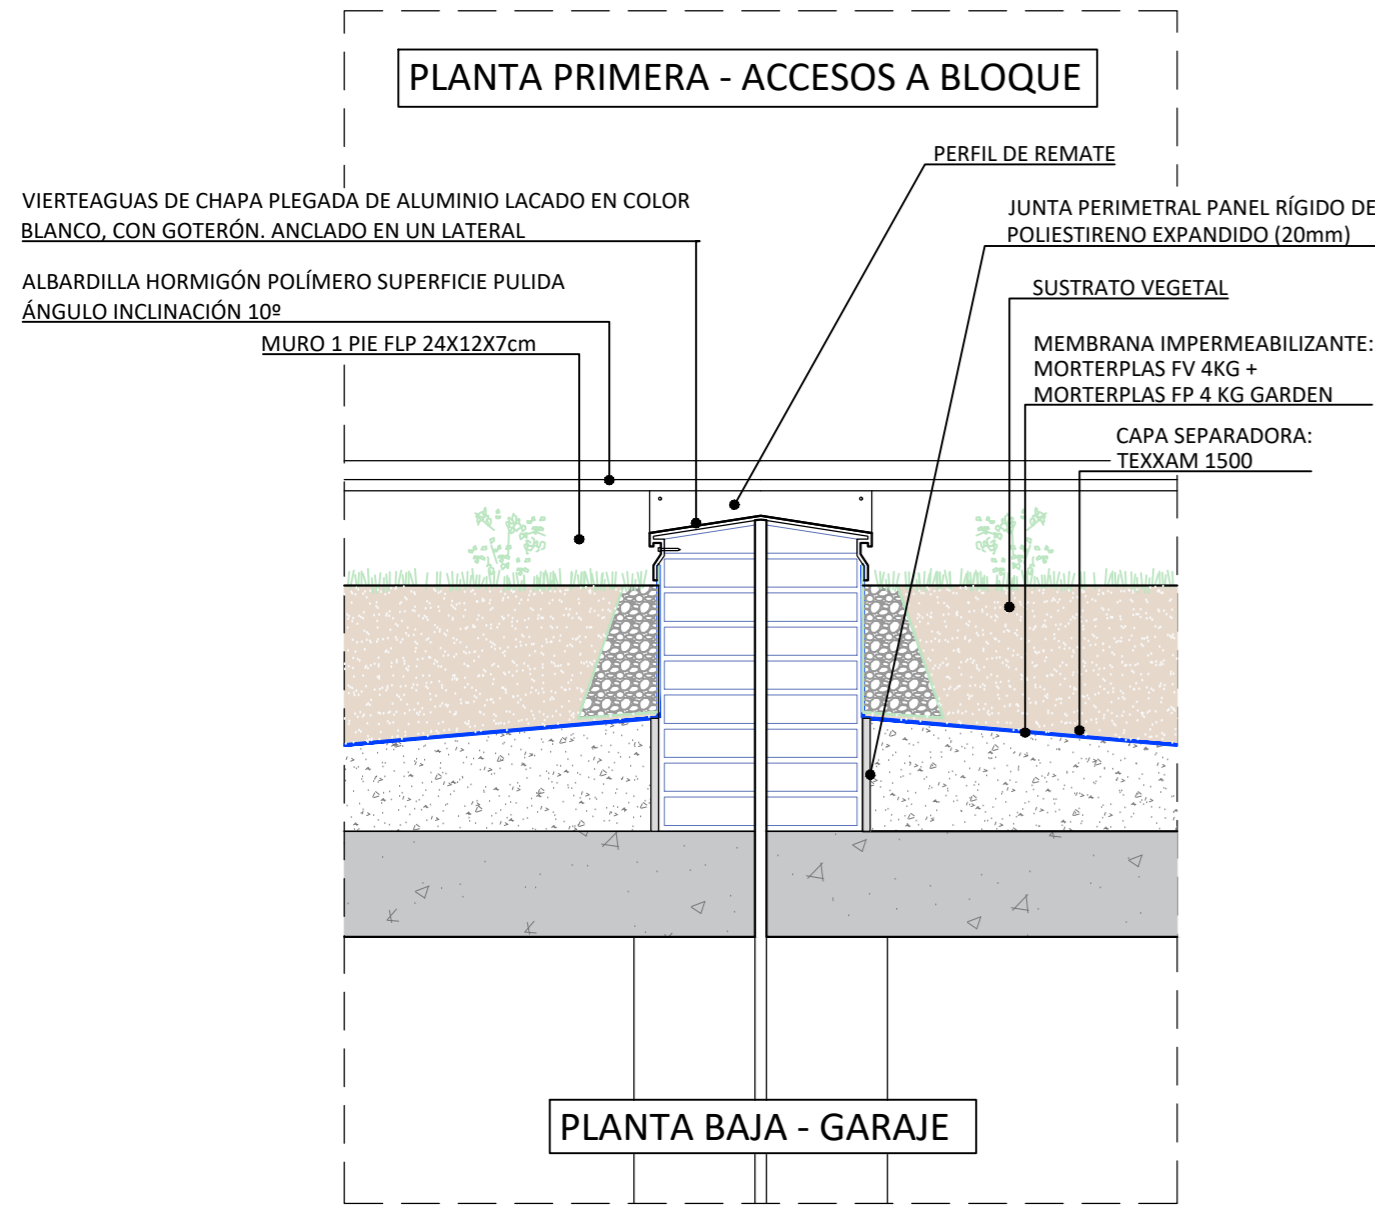 PLANTA PRIMERA - ACCESOS A BLOQUE
PERFIL DE REMATE
VIERTEAGUAS DE CHAPA PLEGADA DE ALUMINIO LACADO EN COLOR
BLANCO, CON GOTERÓN. ANCLADO EN UN LATERAL
JUNTA PERIMETRAL PANEL RÍGIDO DE
POLIESTIRENO EXPANDIDO (20mm)
ALBARDILLA HORMIGÓN POLÍMERO SUPERFICIE PULIDA
ÁNGULO INCLINACIÓN 10º
SUSTRATO VEGETAL
MURO 1 PIE FLP 24X12X7cm
MEMBRANA IMPERMEABILIZANTE:
MORTERPLAS FV 4KG +
MORTERPLAS FP 4 KG GARDEN
CAPA SEPARADORA:
TEXXAM 1500
PLANTA BAJA - GARAJE